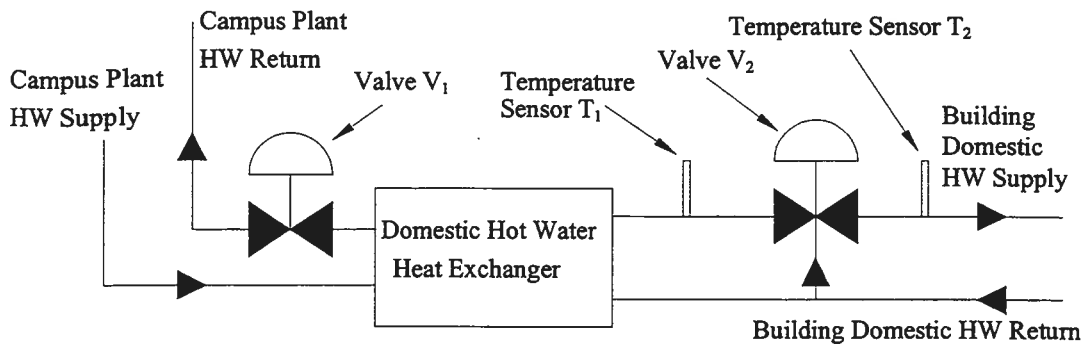 Campus Plant
HW Return
Campus Plant
HW Supply
Valve V₁
Temperature
Sensor T₁
Valve V₂
Temperature Sensor T₂
Building
Domestic
HW Supply
Domestic Hot Water
Heat Exchanger
Building Domestic HW Return